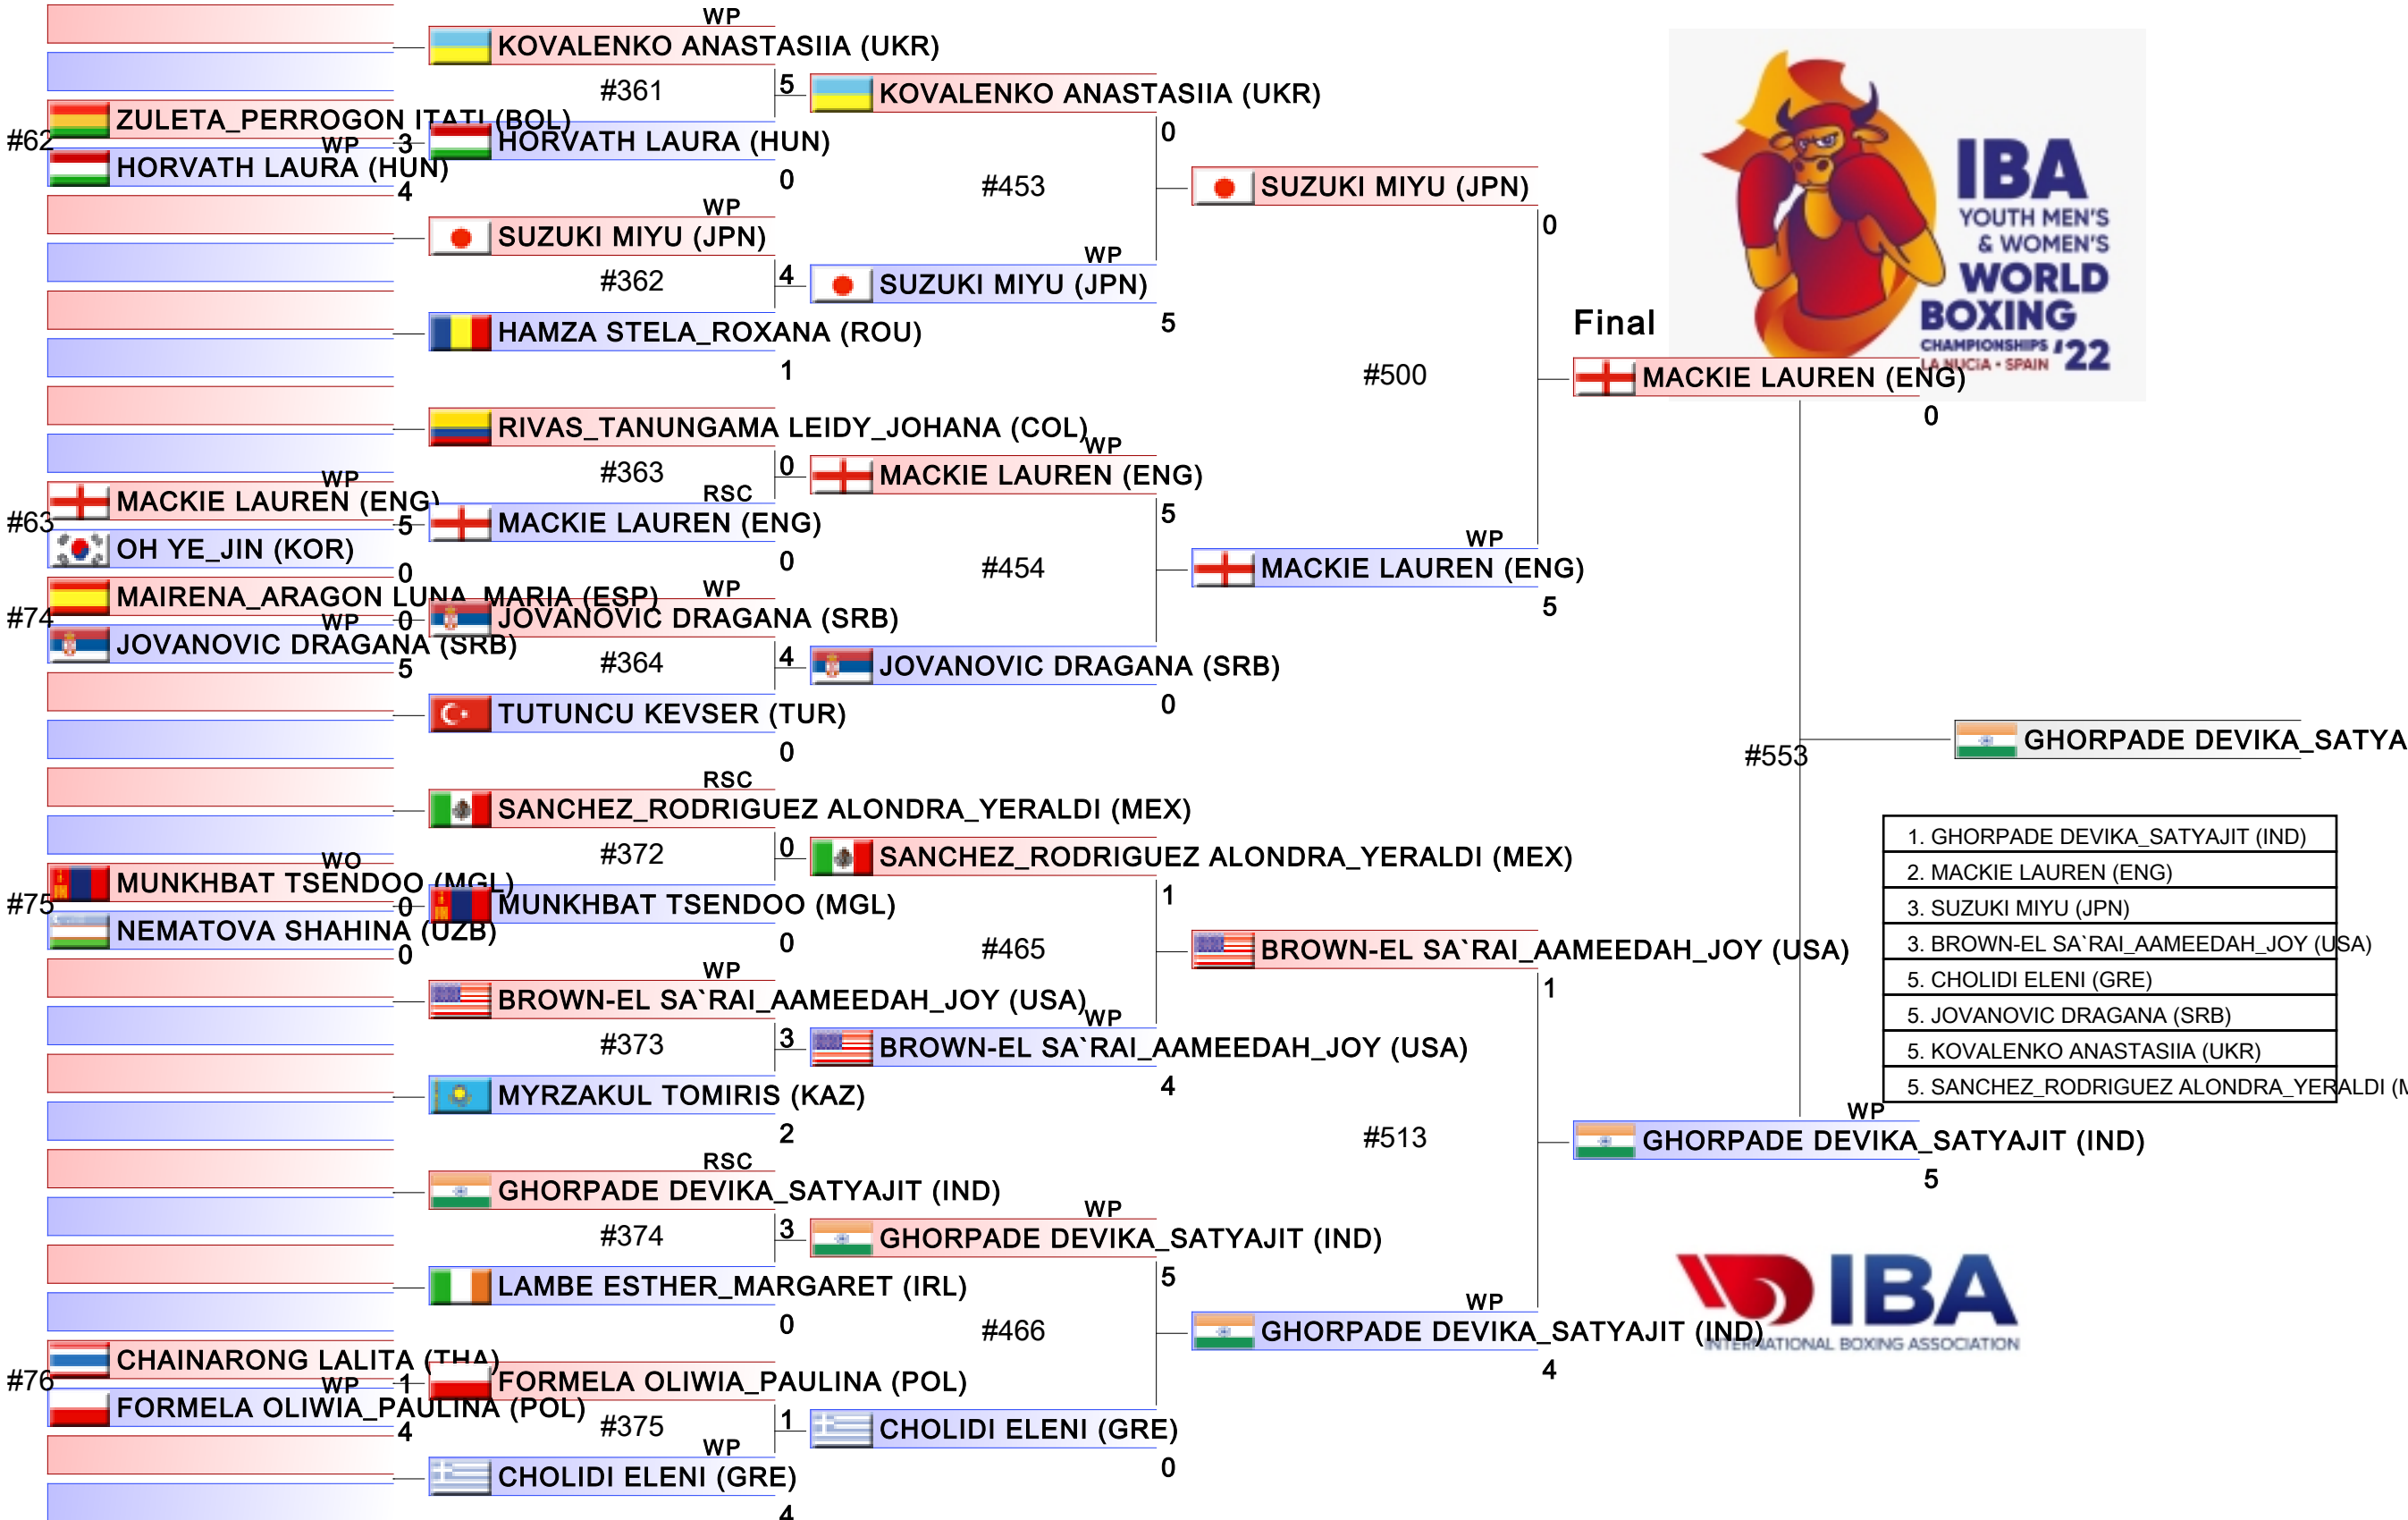 WP
KOVALENKO ANASTASIIA (UKR)
#361
5
KOVALENKO ANASTASIIA (UKR)
0
ZULETA_PERROGON ITATI (BOL)
#62
WP
3
HORVATH LAURA (HUN)
4
HORVATH LAURA (HUN)
0
#453
SUZUKI MIYU (JPN)
0
WP
SUZUKI MIYU (JPN)
#362
4
WP
SUZUKI MIYU (JPN)
5
HAMZA STELA_ROXANA (ROU)
1
#500
Final
MACKIE LAUREN (ENG)
0
RIVAS_TANUNGAMA LEIDY_JOHANA (COL)
#363
0
WP
MACKIE LAUREN (ENG)
5
WP
MACKIE LAUREN (ENG)
#63
5
OH YE_JIN (KOR)
0
RSC
MACKIE LAUREN (ENG)
0
#454
WP
MACKIE LAUREN (ENG)
5
MAIRENA_ARAGON LUNA_MARIA (ESP)
#74
WP
0
JOVANOVIC DRAGANA (SRB)
5
WP
JOVANOVIC DRAGANA (SRB)
#364
4
JOVANOVIC DRAGANA (SRB)
0
TUTUNCU KEVSER (TUR)
0
#553
GHORPADE DEVIKA_SATYA
RSC
SANCHEZ_RODRIGUEZ ALONDRA_YERALDI (MEX)
#372
0
SANCHEZ_RODRIGUEZ ALONDRA_YERALDI (MEX)
1
WO
MUNKHBAT TSENDOO (MGL)
#75
0
NEMATOVA SHAHINA (UZB)
0
MUNKHBAT TSENDOO (MGL)
0
#465
BROWN-EL SA`RAI_AAMEEDAH_JOY (USA)
1
WP
BROWN-EL SA`RAI_AAMEEDAH_JOY (USA)
#373
3
WP
BROWN-EL SA`RAI_AAMEEDAH_JOY (USA)
4
MYRZAKUL TOMIRIS (KAZ)
2
#513
WP
GHORPADE DEVIKA_SATYAJIT (IND)
5
RSC
GHORPADE DEVIKA_SATYAJIT (IND)
#374
3
WP
GHORPADE DEVIKA_SATYAJIT (IND)
5
LAMBE ESTHER_MARGARET (IRL)
0
#466
WP
GHORPADE DEVIKA_SATYAJIT (IND)
4
CHAINARONG LALITA (THA)
#76
WP
1
FORMELA OLIWIA_PAULINA (POL)
4
FORMELA OLIWIA_PAULINA (POL)
#375
1
CHOLIDI ELENI (GRE)
0
WP
CHOLIDI ELENI (GRE)
4
1. GHORPADE DEVIKA_SATYAJIT (IND)
2. MACKIE LAUREN (ENG)
3. SUZUKI MIYU (JPN)
3. BROWN-EL SA`RAI_AAMEEDAH_JOY (USA)
5. CHOLIDI ELENI (GRE)
5. JOVANOVIC DRAGANA (SRB)
5. KOVALENKO ANASTASIIA (UKR)
5. SANCHEZ_RODRIGUEZ ALONDRA_YERALDI (M
IBA
YOUTH MEN'S
& WOMEN'S
WORLD
BOXING
CHAMPIONSHIPS '22
LA NUCIA • SPAIN
IBA
INTERNATIONAL BOXING ASSOCIATION